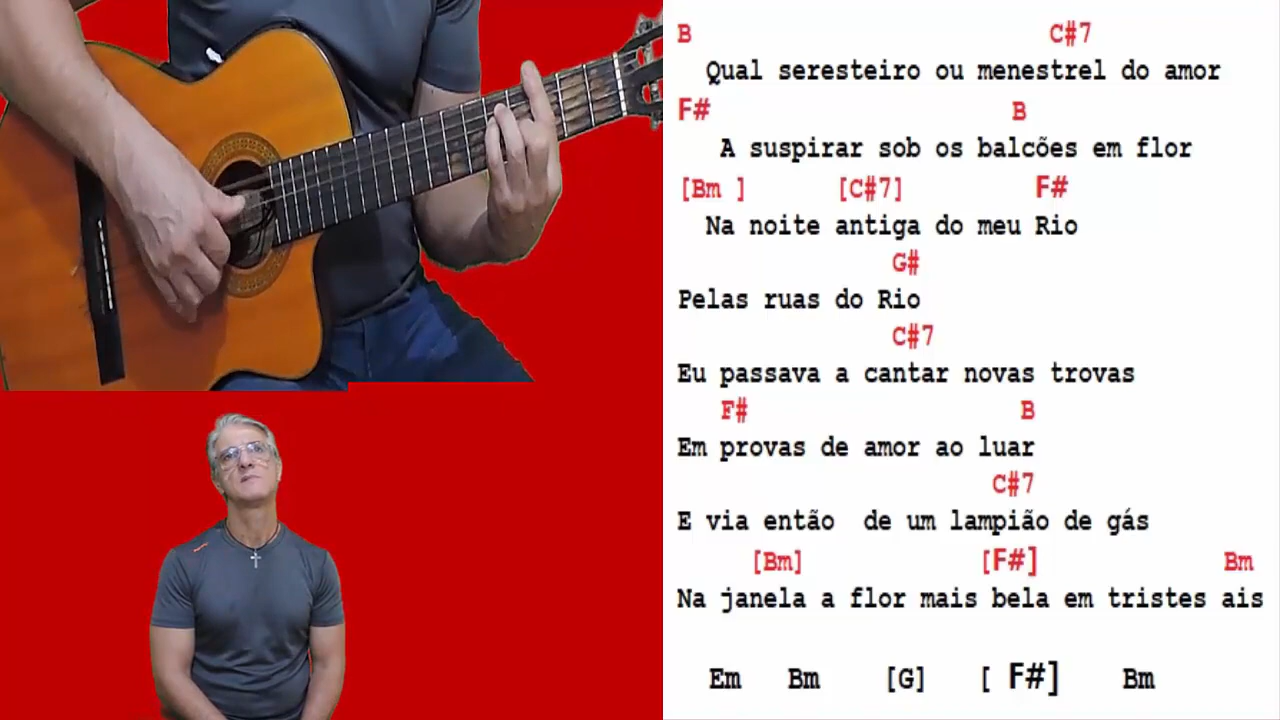 B C#7
Qual seresteiro ou menestrel do amor
F# B
A suspirar sob os balcões em flor
[Bm ] [C#7] F#
Na noite antiga do meu Rio
G#
Pelas ruas do Rio
C#7
Eu passava a cantar novas trovas
F# B
Em provas de amor ao luar
C#7
E via então de um lampião de gás
[Bm] [F#] Bm
Na janela a flor mais bela em tristes ais
Em Bm [G] [ F#] Bm